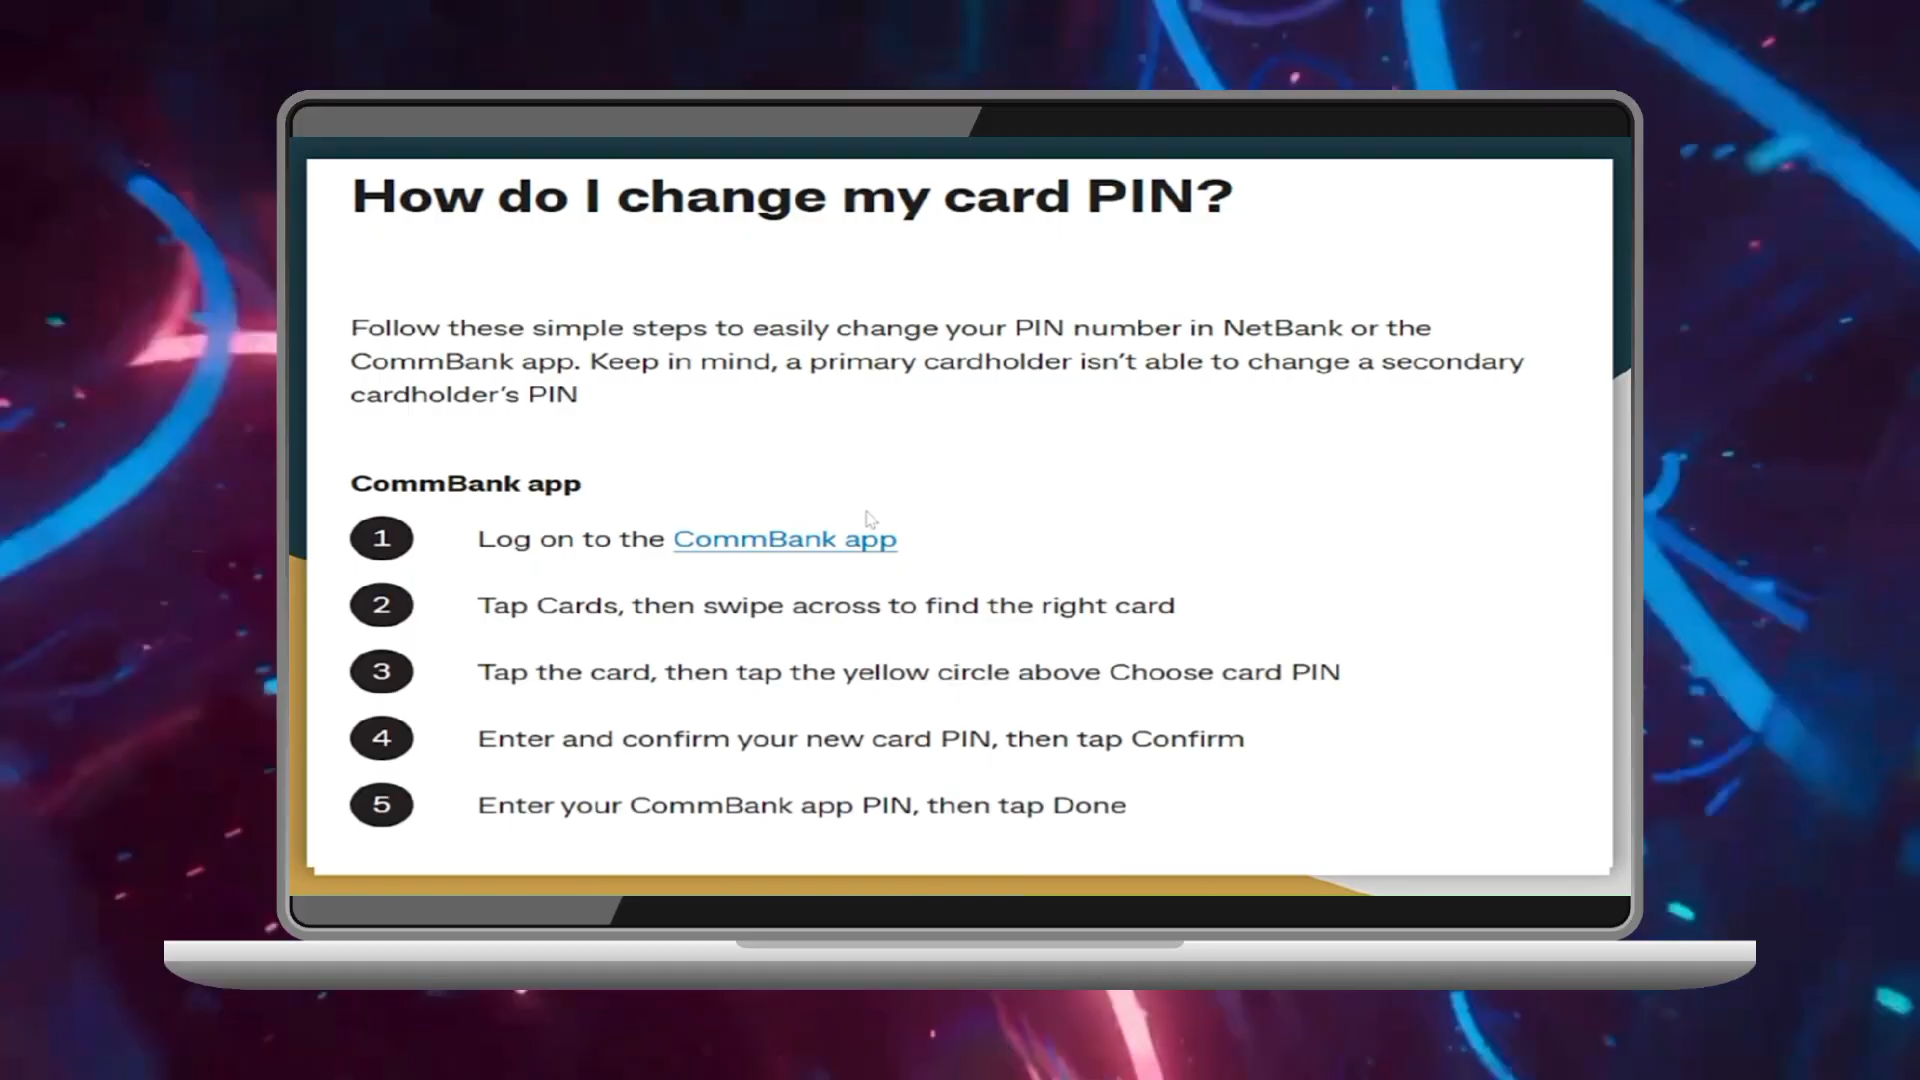 How do I change my card PIN?
Follow these simple steps to easily change your PIN number in NetBank or the
CommBank app. Keep in mind, a primary cardholder isn’t able to change a secondary
cardholder’s PIN
CommBank app
1 Log on to the CommBank app
2 Tap Cards, then swipe across to find the right card
3 Tap the card, then tap the yellow circle above Choose card PIN
4 Enter and confirm your new card PIN, then tap Confirm
5 Enter your CommBank app PIN, then tap Done